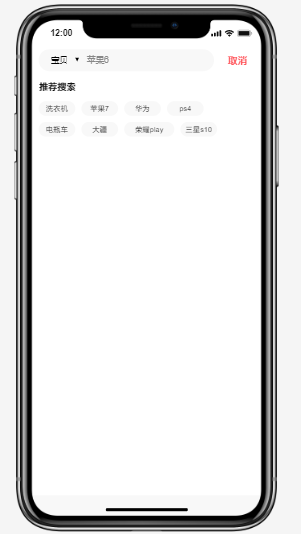 12:00
宝贝 ▼ 苹果6 取消
推荐搜索
洗衣机 苹果7 华为 ps4
电瓶车 大疆 荣耀play 三星s10